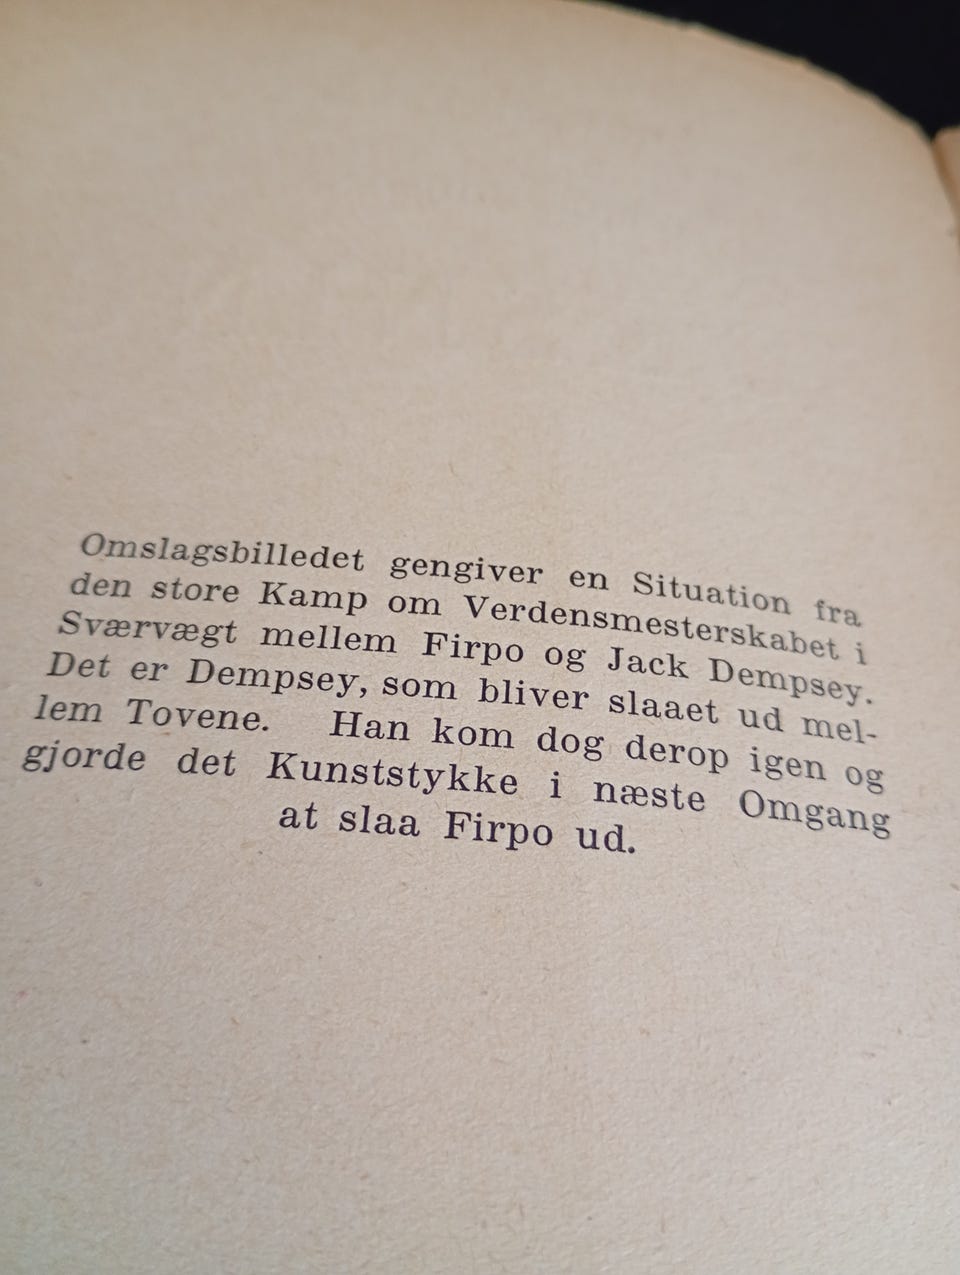 Omslagsbilledet gengiver en Situation fra
den store Kamp om Verdensmesterskabet i
Sværvægt mellem Firpo og Jack Dempsey.
Det er Dempsey, som bliver slaaet ud mel-
lem Tovene. Han kom dog derop igen og
gjorde det Kunststykke i næste Omgang
at slaa Firpo ud.